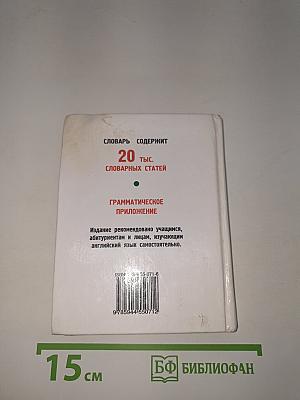 СЛОВАРЬ СОДЕРЖИТ
20 ТЫС.
СЛОВАРНЫХ СТАТЕЙ
ГРАММАТИЧЕСКОЕ
ПРИЛОЖЕНИЕ
Издание рекомендовано учащимся,
абитуриентам и лицам, изучающим
английский язык самостоятельно.
9785944550712
15 см
БФ БИБЛИОФАН